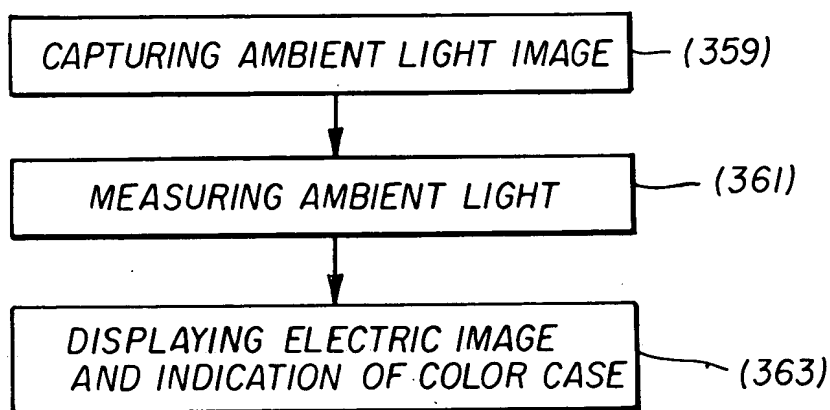 CAPTURING AMBIENT LIGHT IMAGE (359)
MEASURING AMBIENT LIGHT (361)
DISPLAYING ELECTRIC IMAGE
AND INDICATION OF COLOR CASE (363)